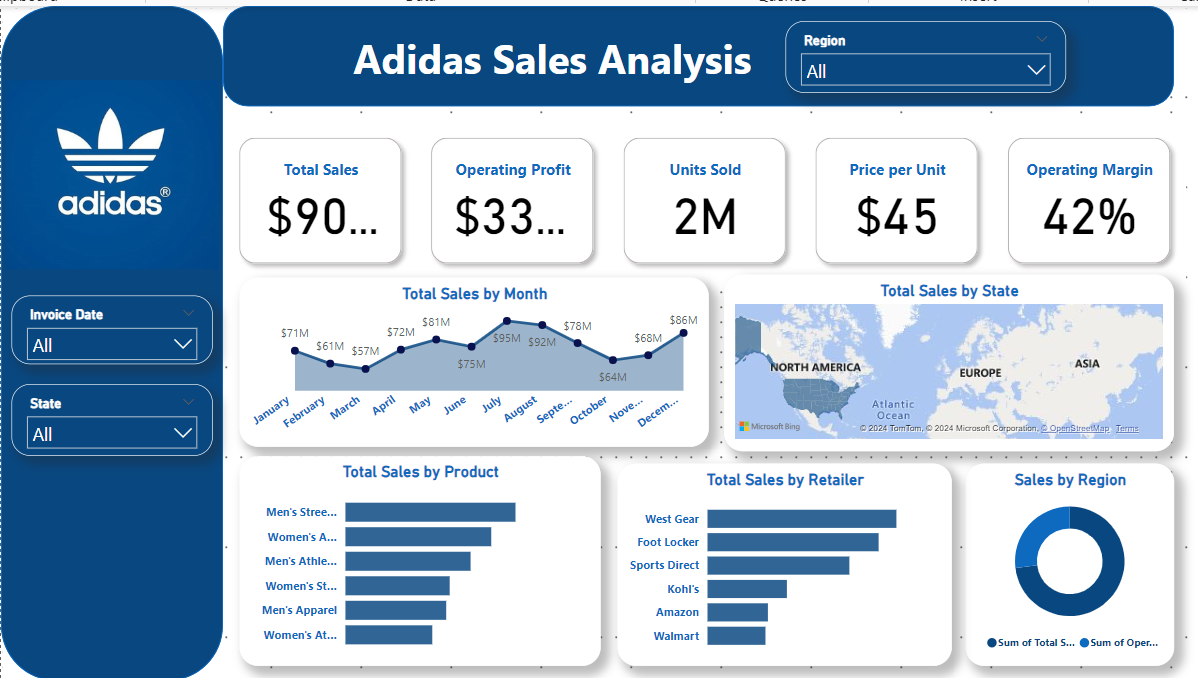 Data
Adidas Sales Analysis
Region
All
adidas®
Invoice Date
All
State
All
Total Sales
$90...
Operating Profit
$33...
Units Sold
2M
Price per Unit
$45
Operating Margin
42%
Total Sales by Month
$71M
$61M
$57M
$72M
$81M
$75M
$95M
$92M
$78M
$64M
$68M
$86M
January
February
March
April
May
June
July
August
Septe...
October
Nove...
Decem...
Total Sales by State
NORTH AMERICA
EUROPE
ASIA
Atlantic
Ocean
Microsoft Bing
© 2024 TomTom, © 2024 Microsoft Corporation, © OpenStreetMap Terms
Total Sales by Product
Men's Stree...
Women's A...
Men's Athle...
Women's St...
Men's Apparel
Women's At...
Total Sales by Retailer
West Gear
Foot Locker
Sports Direct
Kohl's
Amazon
Walmart
Sales by Region
Sum of Total S... Sum of Oper...